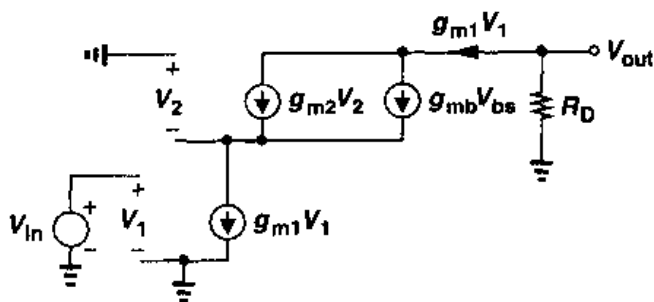 g_m1 V_1
V_out
+
V_2
−
g_m2 V_2
g_mb V_bs
R_D
+
V_in
−
+
V_1
−
g_m1 V_1